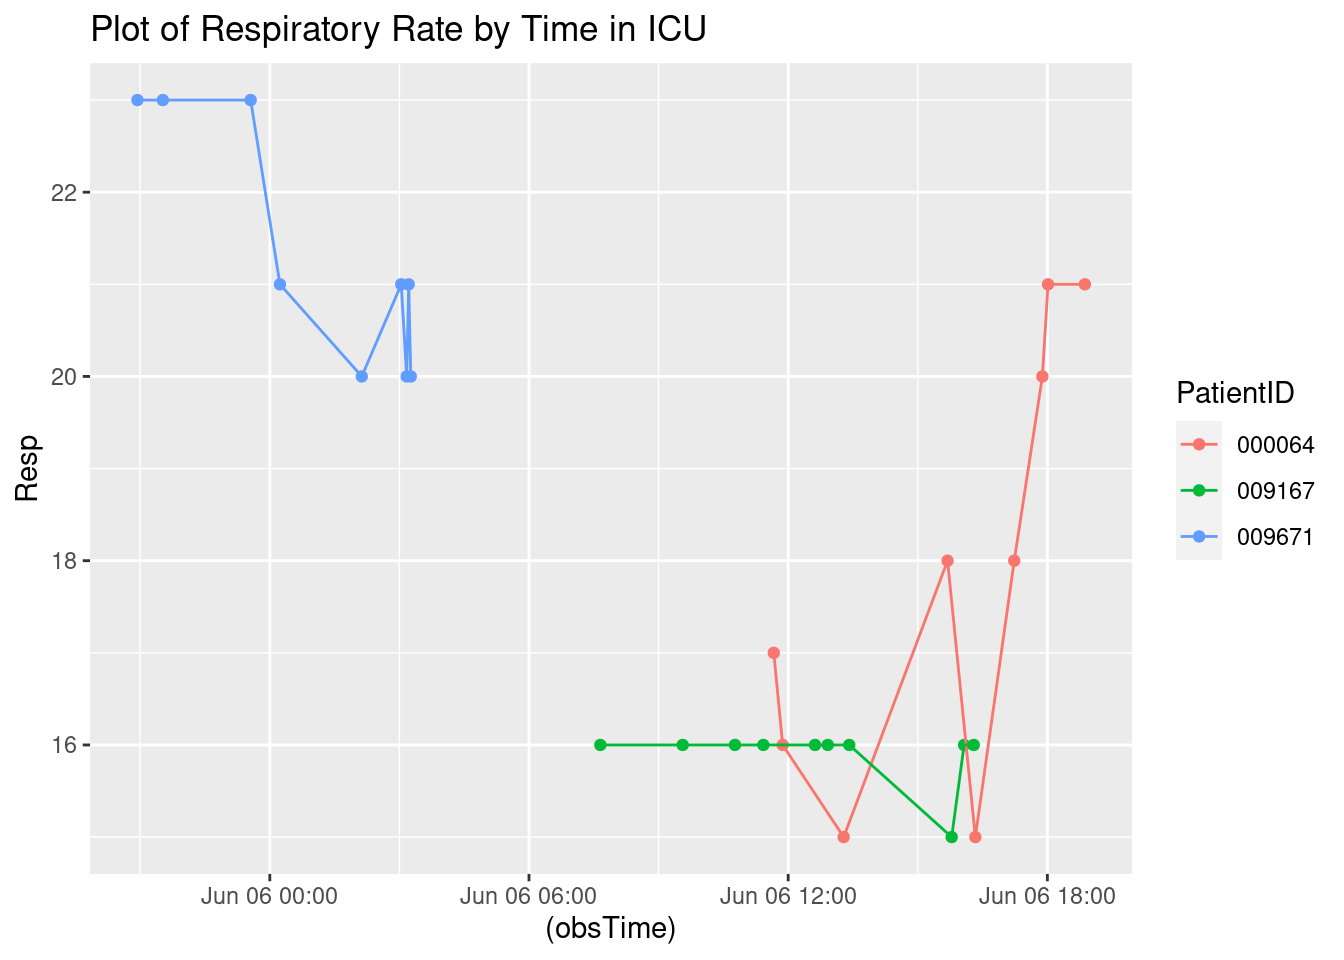 Plot of Respiratory Rate by Time in ICU
Resp
22
20
18
16
Jun 06 00:00
Jun 06 06:00
Jun 06 12:00
Jun 06 18:00
(obsTime)
PatientID
000064
009167
009671